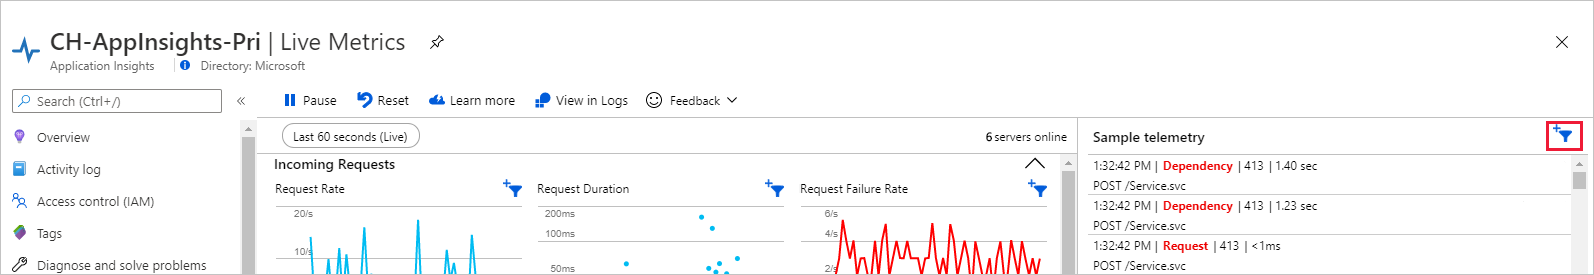 CH-AppInsights-Pri | Live Metrics
Application Insights
Directory: Microsoft
Search (Ctrl+/)
Overview
Activity log
Access control (IAM)
Tags
Diagnose and solve problems
Pause
Reset
Learn more
View in Logs
Feedback
Last 60 seconds (Live)
6 servers online
Incoming Requests
Request Rate
20/s
10/s
Request Duration
200ms
100ms
50ms
Request Failure Rate
6/s
4/s
2/s
Sample telemetry
1:32:42 PM | Dependency | 413 | 1.40 sec
POST /Service.svc
1:32:42 PM | Dependency | 413 | 1.23 sec
POST /Service.svc
1:32:42 PM | Request | 413 | <1ms
POST /Service.svc